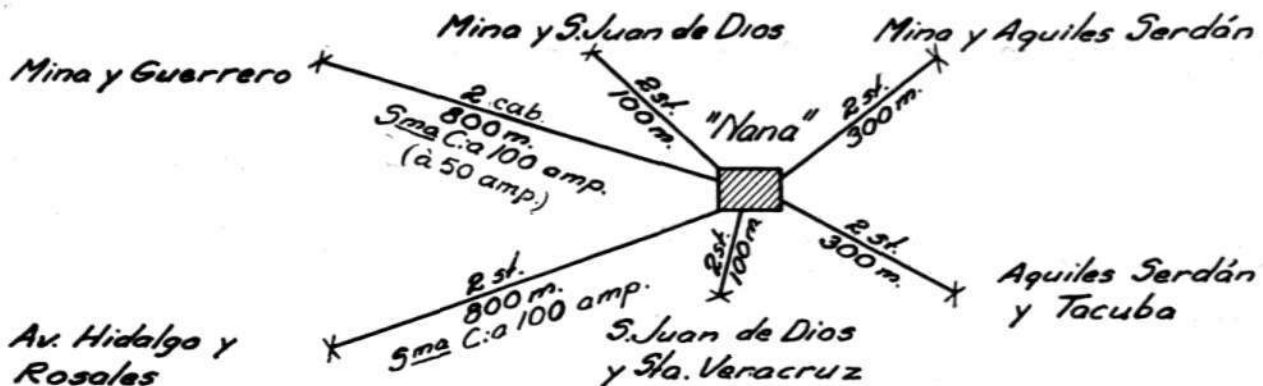 Mina y S. Juan de Dios
Mina y Aquiles Serdán
Mina y Guerrero
2 cab.
800 m.
Sma C:a 100 amp.
(à 50 amp.)
2 st.
100 m.
"Nana"
2 st.
300 m.
2 st.
300 m.
2 st.
100 m.
2 st.
800 m.
Sma C:a 100 amp.
Aquiles Serdán
y Tacuba
S. Juan de Dios
y Sta. Veracruz
Av. Hidalgo y
Rosales